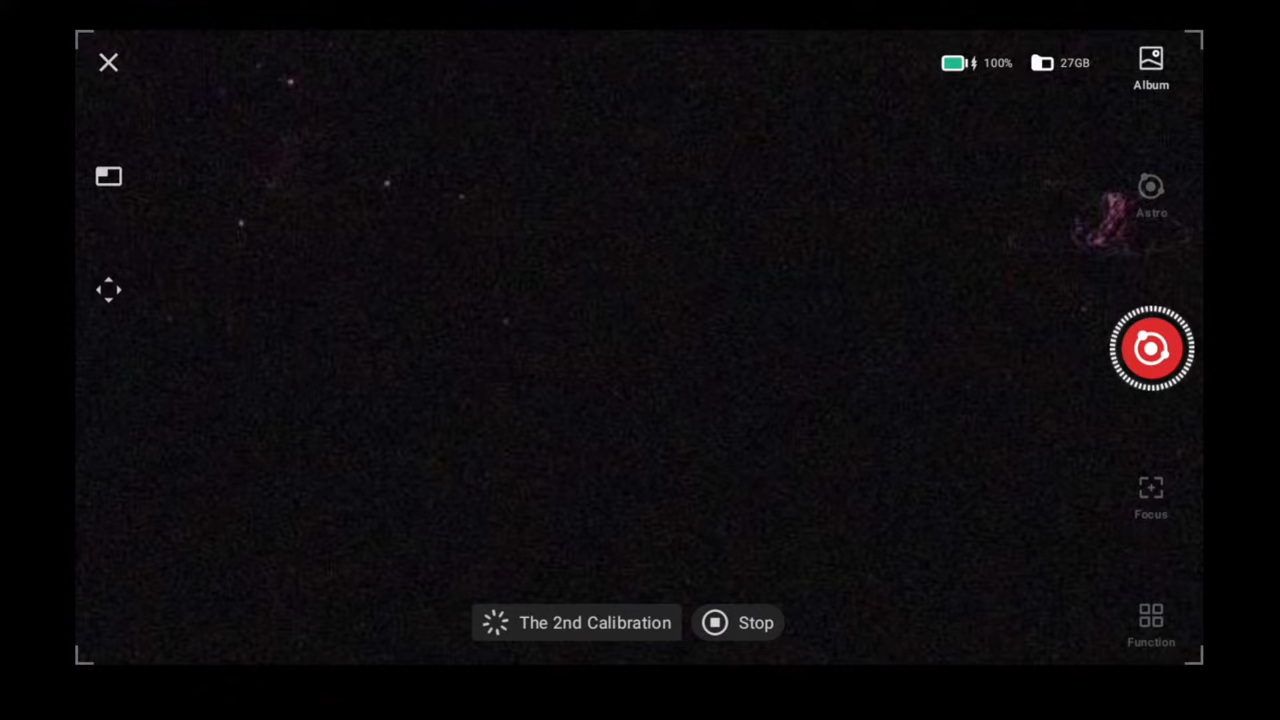 100%
27GB
Album
Astro
Focus
The 2nd Calibration
Stop
Function